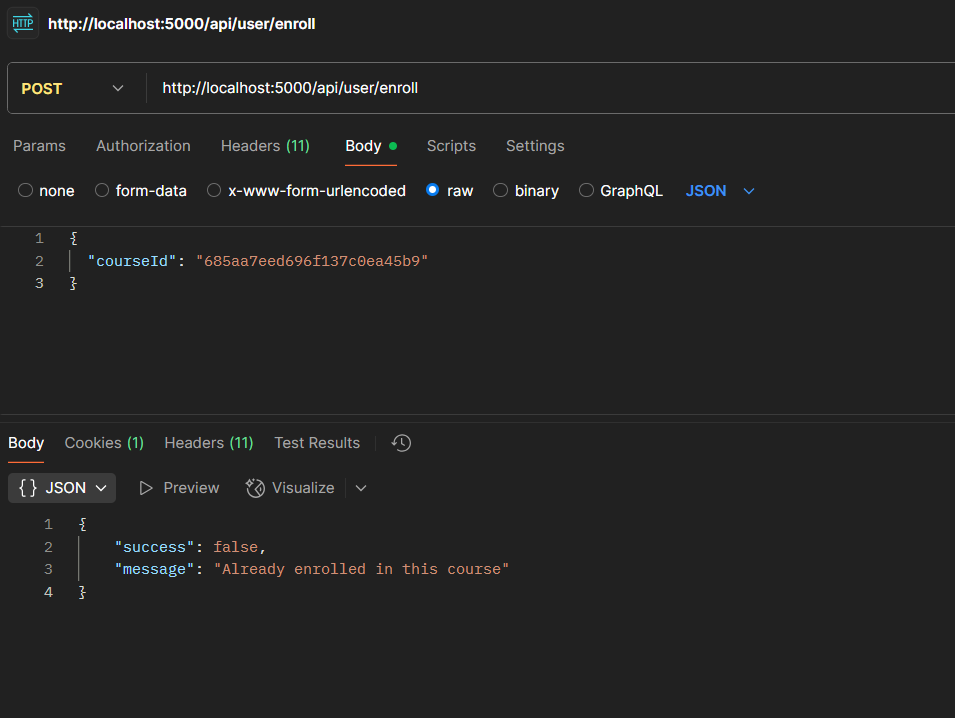 HTTP http://localhost:5000/api/user/enroll
POST http://localhost:5000/api/user/enroll
Params Authorization Headers (11) Body Scripts Settings
none form-data x-www-form-urlencoded raw binary GraphQL JSON
1 {
2 "courseId": "685aa7eed696f137c0ea45b9"
3 }
Body Cookies (1) Headers (11) Test Results
{} JSON Preview Visualize
1 {
2 "success": false,
3 "message": "Already enrolled in this course"
4 }